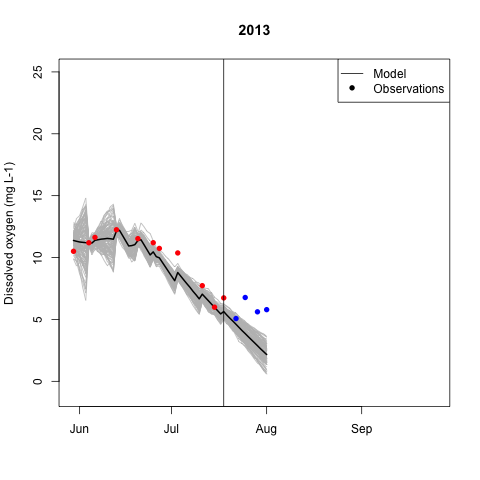 2013
Model
Observations
Dissolved oxygen (mg L-1)
25
20
15
10
5
0
Jun
Jul
Aug
Sep